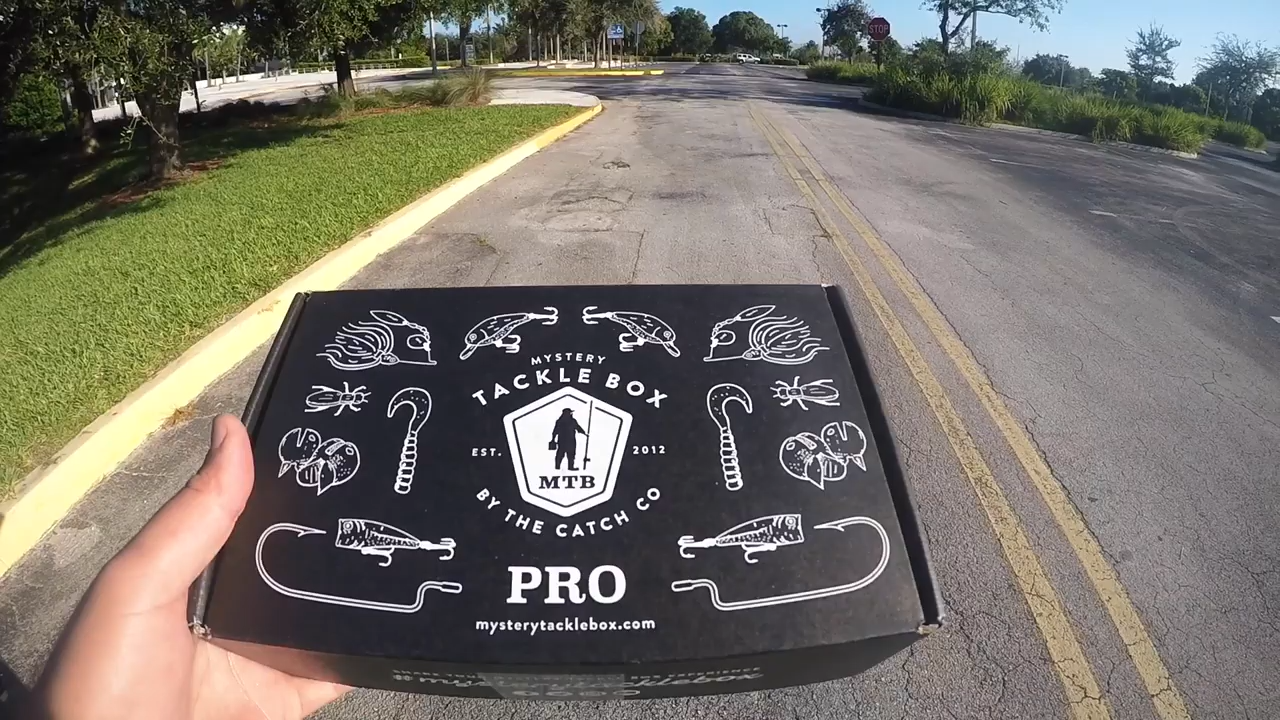 STOP
MYSTERY
TACKLE BOX
EST. 2012
MTB
BY THE CATCH CO
PRO
mysterytacklebox.com